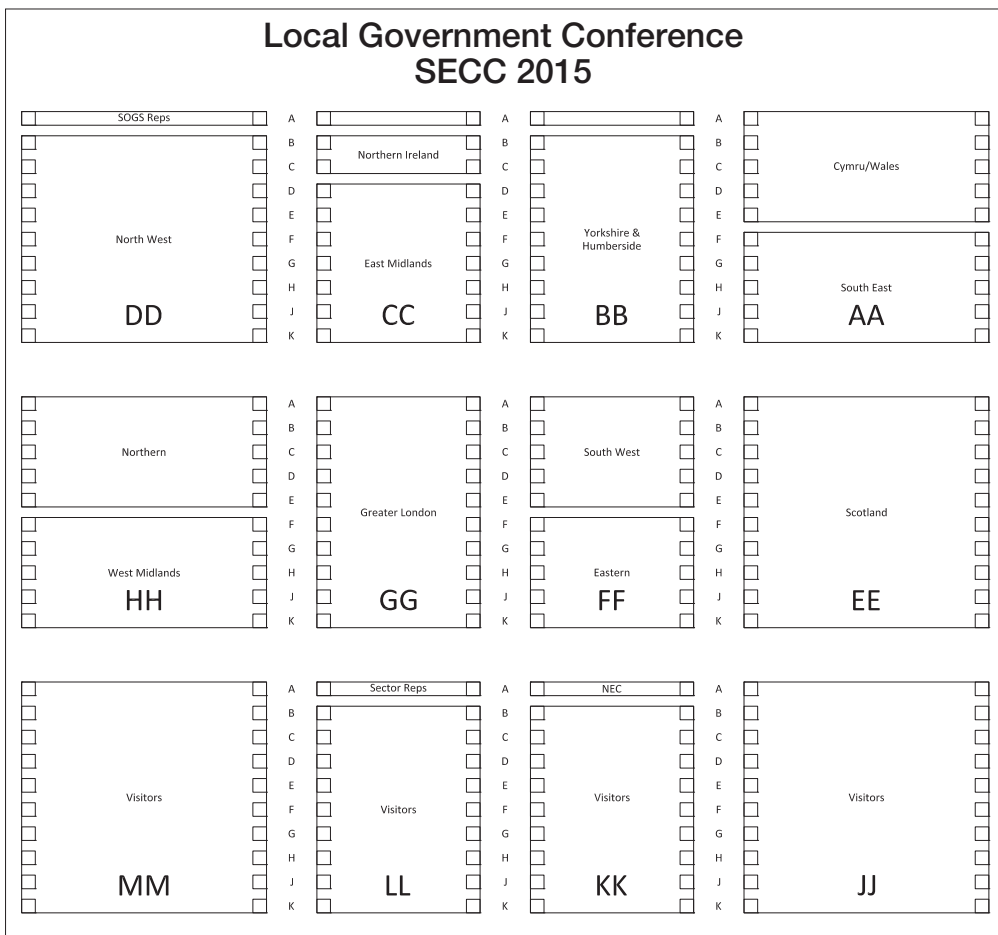 Local Government Conference
SECC 2015
SOGS Reps A A A
B Northern Ireland B B
C C C Cymru/Wales
D D D
E E E
North West F F Yorkshire &
Humberside F
G East Midlands G G
H H H South East
DD J CC J BB J AA
K K K
A A A
B B B
Northern C C South West C
D D D
E E E
F Greater London F F Scotland
G G G
West Midlands H H Eastern H
HH J GG J FF J EE
K K K
A Sector Reps A NEC A
B B B
C C C
D D D
Visitors E E Visitors E Visitors
F Visitors F F
G G G
H H H
MM J LL J KK J JJ
K K K